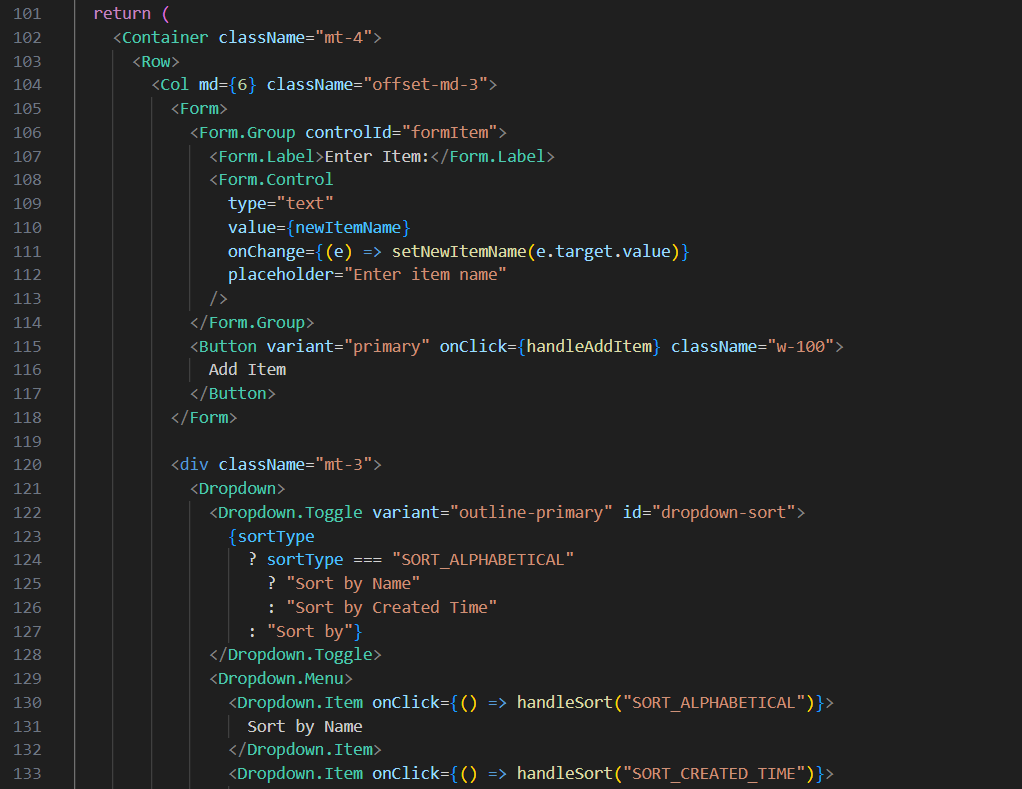 101 return (
102 <Container className="mt-4">
103 <Row>
104 <Col md={6} className="offset-md-3">
105 <Form>
106 <Form.Group controlId="formItem">
107 <Form.Label>Enter Item:</Form.Label>
108 <Form.Control
109 type="text"
110 value={newItemName}
111 onChange={(e) => setNewItemName(e.target.value)}
112 placeholder="Enter item name"
113 />
114 </Form.Group>
115 <Button variant="primary" onClick={handleAddItem} className="w-100">
116 Add Item
117 </Button>
118 </Form>
119
120 <div className="mt-3">
121 <Dropdown>
122 <Dropdown.Toggle variant="outline-primary" id="dropdown-sort">
123 {sortType
124 ? sortType === "SORT_ALPHABETICAL"
125 ? "Sort by Name"
126 : "Sort by Created Time"
127 : "Sort by"}
128 </Dropdown.Toggle>
129 <Dropdown.Menu>
130 <Dropdown.Item onClick={() => handleSort("SORT_ALPHABETICAL")}>
131 Sort by Name
132 </Dropdown.Item>
133 <Dropdown.Item onClick={() => handleSort("SORT_CREATED_TIME")}>